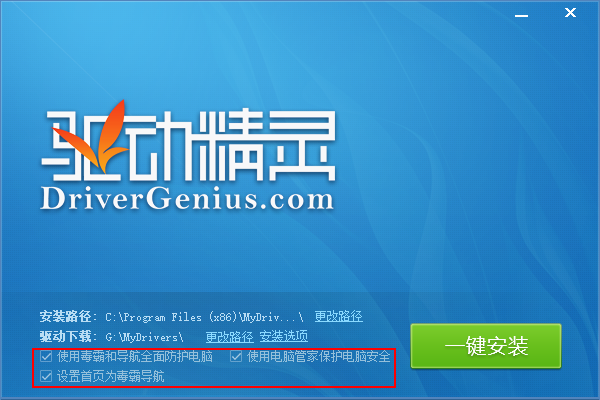 驱动精灵
DriverGenius.com
安装路径: C:\Program Files (x86)\MyDriv...\ 更改路径
驱动下载: G:\MyDrivers\ 更改路径 安装选项
使用毒霸和导航全面防护电脑 使用电脑管家保护电脑安全
设置首页为毒霸导航
一键安装